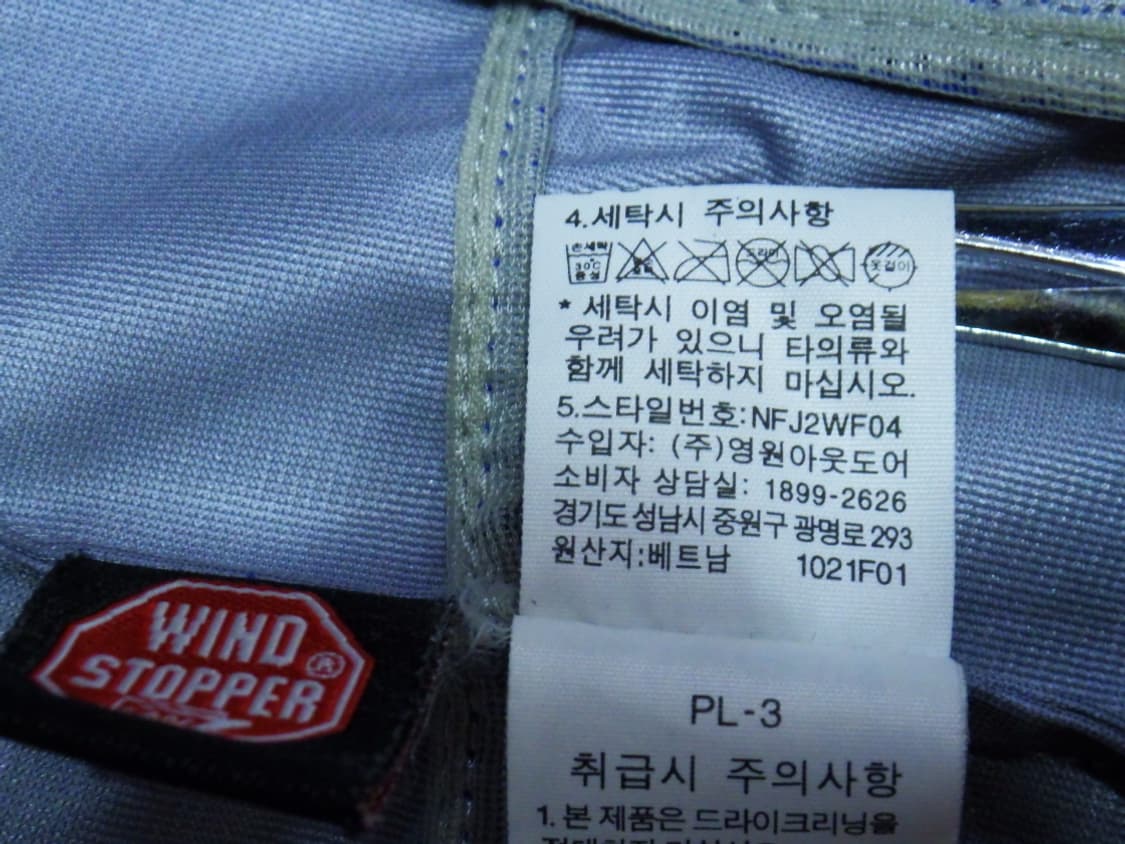 4.세탁시 주의사항
손세탁
30C
중성
드라이
옷걸이
* 세탁시 이염 및 오염될
우려가 있으니 타의류와
함께 세탁하지 마십시오.
5.스타일번호:NFJ2WF04
수입자: (주)영원아웃도어
소비자 상담실: 1899-2626
경기도 성남시 중원구 광명로 293
원산지:베트남 1021F01
WIND
STOPPER ®
PL-3
취급시 주의사항
1. 본 제품은 드라이크리닝을